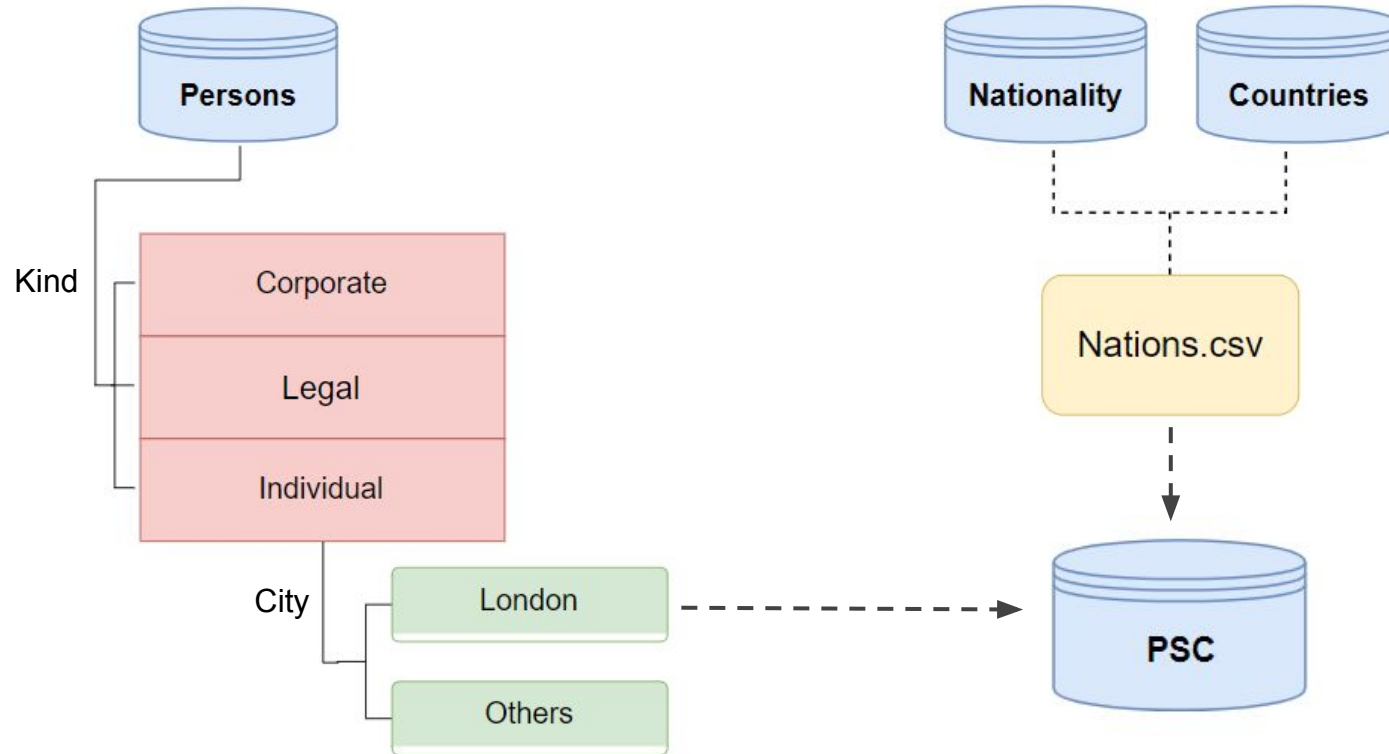 Persons
Nationality
Countries
Kind
Corporate
Legal
Individual
Nations.csv
City
London
Others
PSC